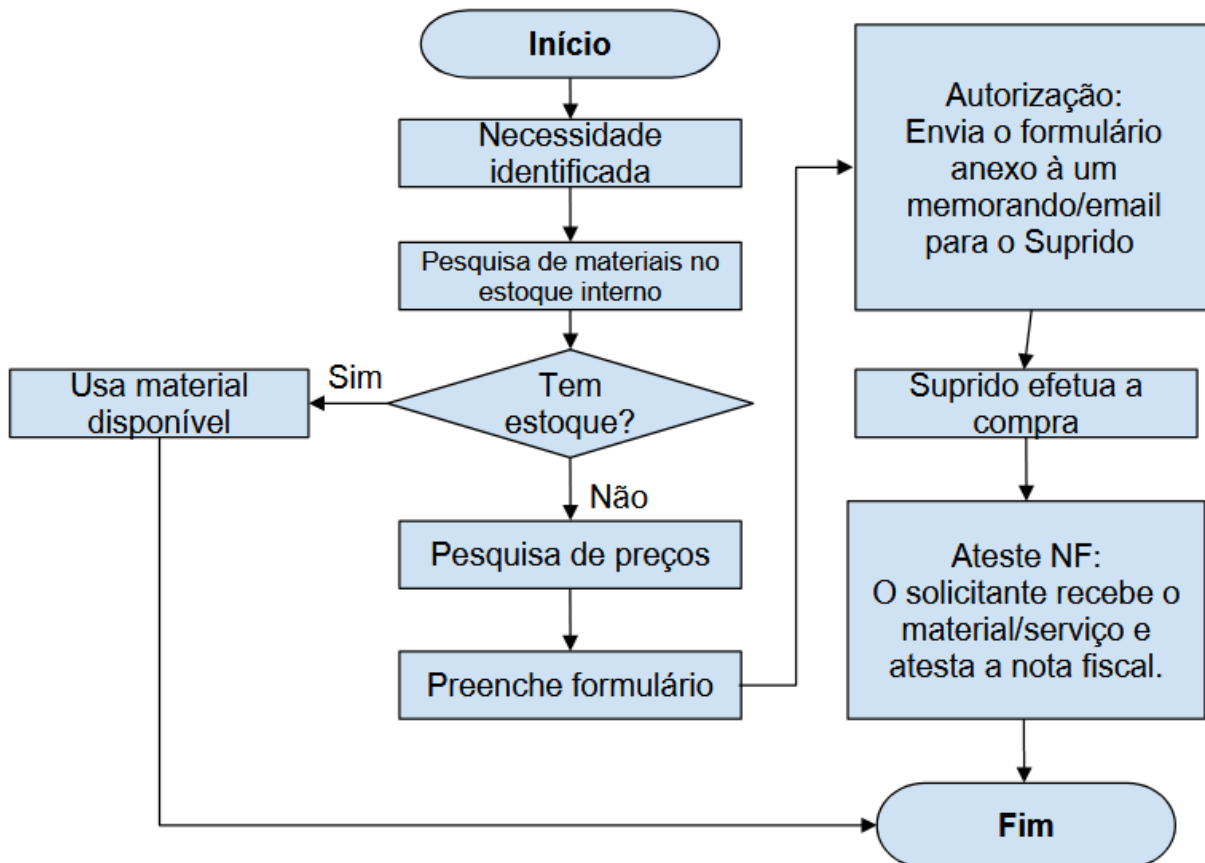 Início
Necessidade
identificada
Pesquisa de materiais no
estoque interno
Tem
estoque?
Sim
Usa material
disponível
Não
Pesquisa de preços
Preenche formulário
Autorização:
Envia o formulário
anexo à um
memorando/email
para o Suprido
Suprido efetua a
compra
Ateste NF:
O solicitante recebe o
material/serviço e
atesta a nota fiscal.
Fim